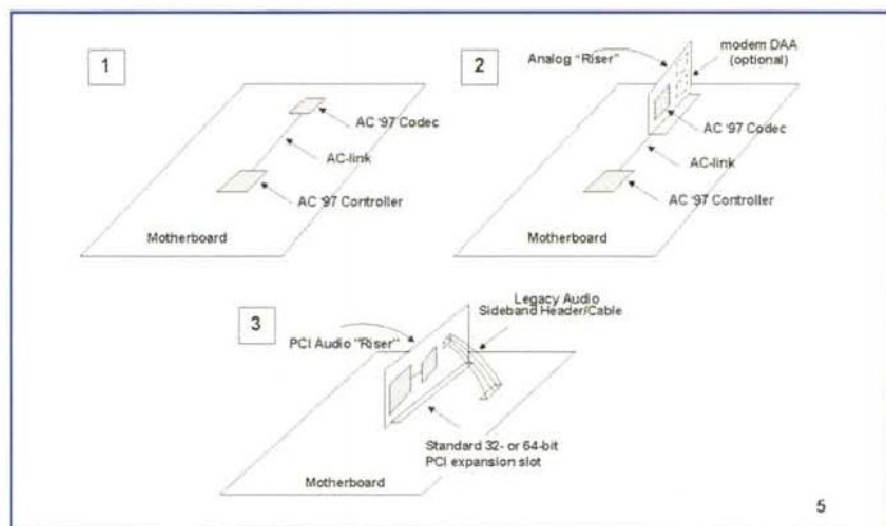 1
AC '97 Codec
AC-link
AC '97 Controller
Motherboard
2
Analog "Riser"
modem DAA
(optional)
AC '97 Codec
AC-link
AC '97 Controller
Motherboard
3
Legacy Audio
Sideband Header/Cable
PCI Audio "Riser"
Standard 32- or 64-bit
PCI expansion slot
Motherboard
5